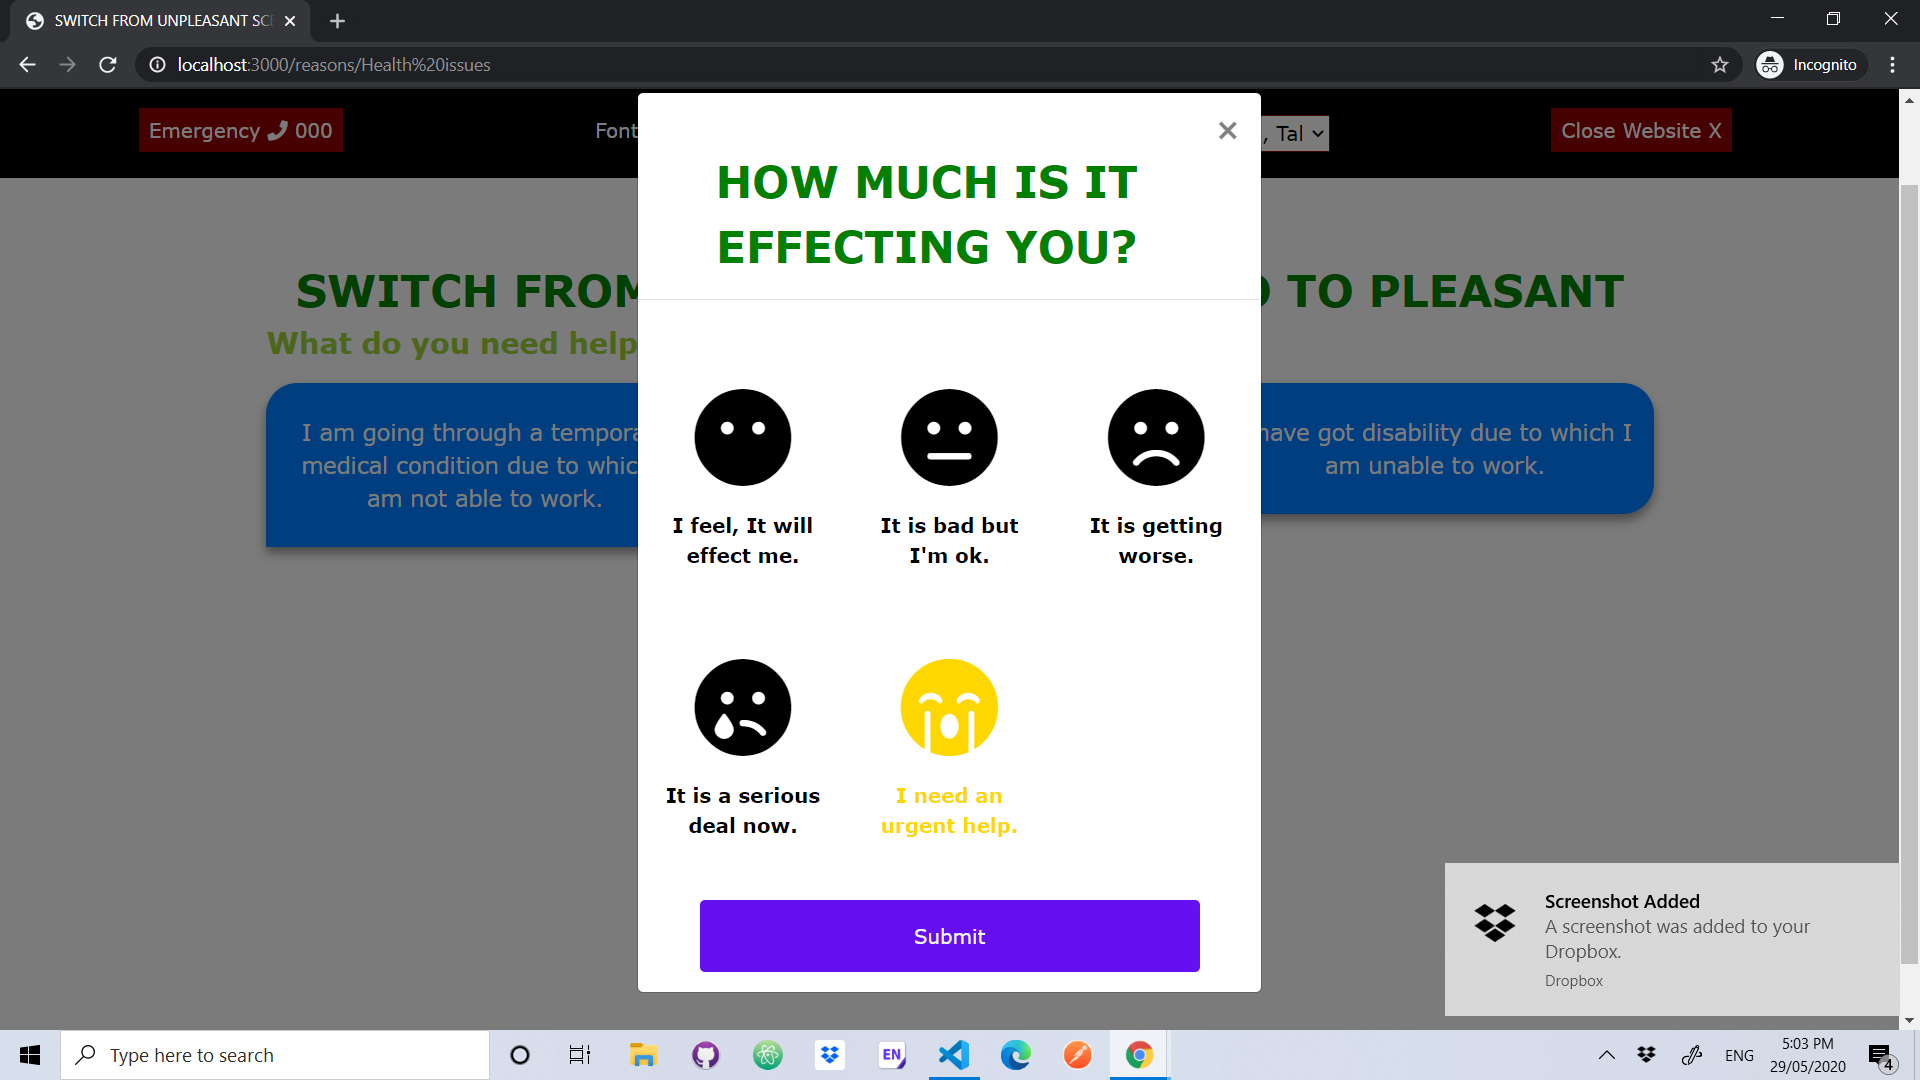 SWITCH FROM UNPLEASANT SCE
localhost:3000/reasons/Health%20issues
Incognito
Emergency 000
Font
, Tal
Close Website X
HOW MUCH IS IT
EFFECTING YOU?
SWITCH FROM
D TO PLEASANT
What do you need help
I am going through a tempora
medical condition due to whic
am not able to work.
have got disability due to which I
am unable to work.
I feel, It will
effect me.
It is bad but
I'm ok.
It is getting
worse.
It is a serious
deal now.
I need an
urgent help.
Submit
Screenshot Added
A screenshot was added to your
Dropbox.
Dropbox
Type here to search
EN
ENG
5:03 PM
29/05/2020
4